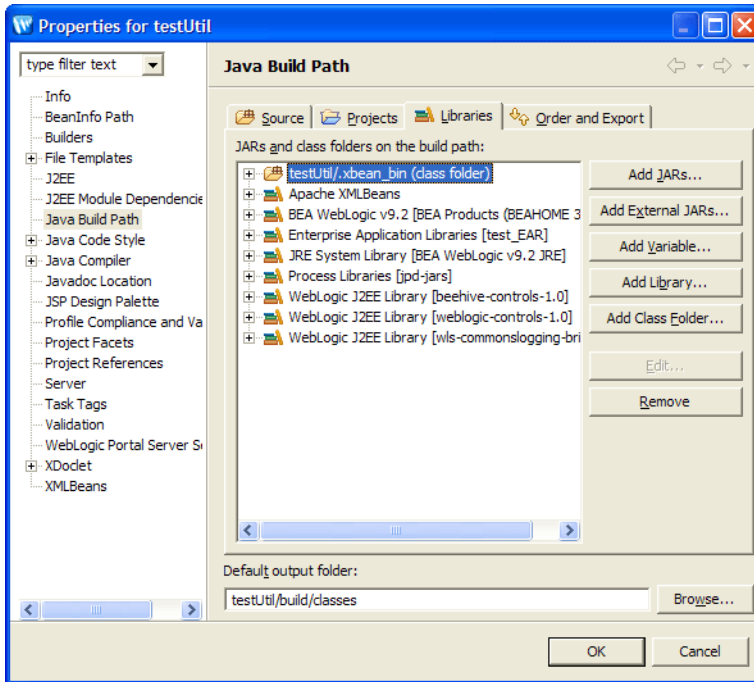 Properties for testUtil
type filter text
Info
BeanInfo Path
Builders
File Templates
J2EE
J2EE Module Dependencie
Java Build Path
Java Code Style
Java Compiler
Javadoc Location
JSP Design Palette
Profile Compliance and Va
Project Facets
Project References
Server
Task Tags
Validation
WebLogic Portal Server S
XDoclet
XMLBeans
Java Build Path
Source Projects Libraries Order and Export
JARs and class folders on the build path:
testUtil/.xbean_bin (class folder)
Apache XMLBeans
BEA WebLogic v9.2 [BEA Products (BEAHOME 3
Enterprise Application Libraries [test_EAR]
JRE System Library [BEA WebLogic v9.2 JRE]
Process Libraries [jpd-jars]
WebLogic J2EE Library [beehive-controls-1.0]
WebLogic J2EE Library [weblogic-controls-1.0]
WebLogic J2EE Library [wls-commonslogging-bri
Add JARs...
Add External JARs...
Add Variable...
Add Library...
Add Class Folder...
Edit...
Remove
Default output folder:
testUtil/build/classes
Browse...
OK Cancel